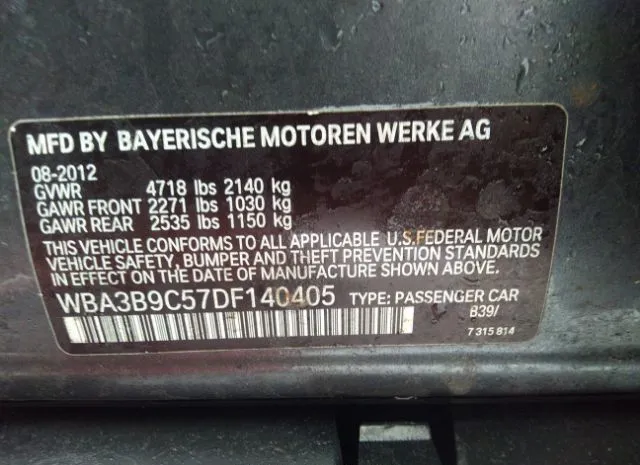 MFD BY BAYERISCHE MOTOREN WERKE AG
08-2012
GVWR 4718 lbs 2140 kg
GAWR FRONT 2271 lbs 1030 kg
GAWR REAR 2535 lbs 1150 kg
THIS VEHICLE CONFORMS TO ALL APPLICABLE U.S.FEDERAL MOTOR
VEHICLE SAFETY, BUMPER AND THEFT PREVENTION STANDARDS
IN EFFECT ON THE DATE OF MANUFACTURE SHOWN ABOVE.
WBA3B9C57DF140405 TYPE: PASSENGER CAR
B39/
7 315 814